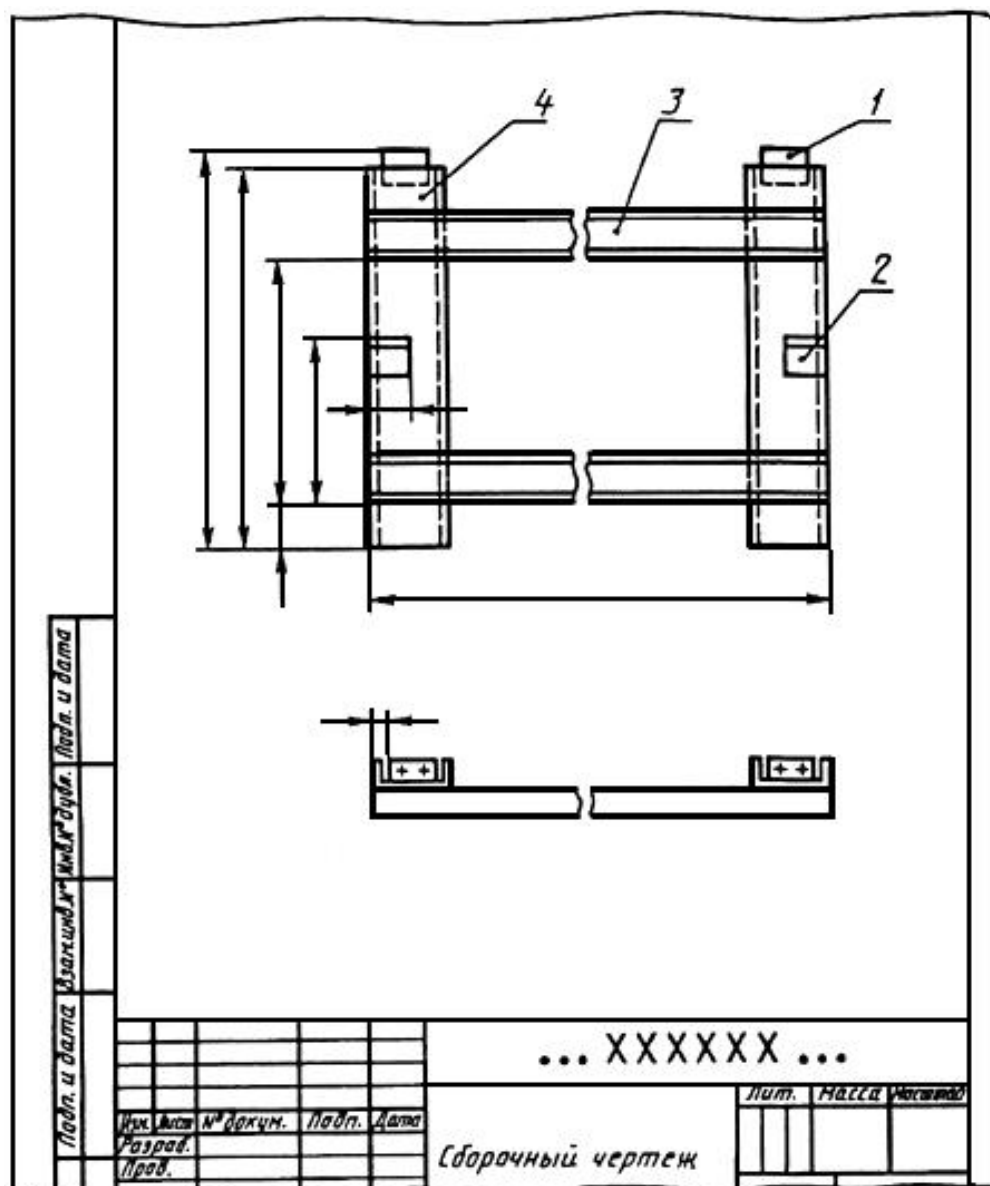 4 3 1
2
Подп. и дата
Взам.инв.№ Инв.№ дубл. Подп. и дата
... XXXXXX ...
Лит. Масса Масштаб
Изм. Лист № докум. Подп. Дата
Разраб.
Пров.
Сборочный чертеж